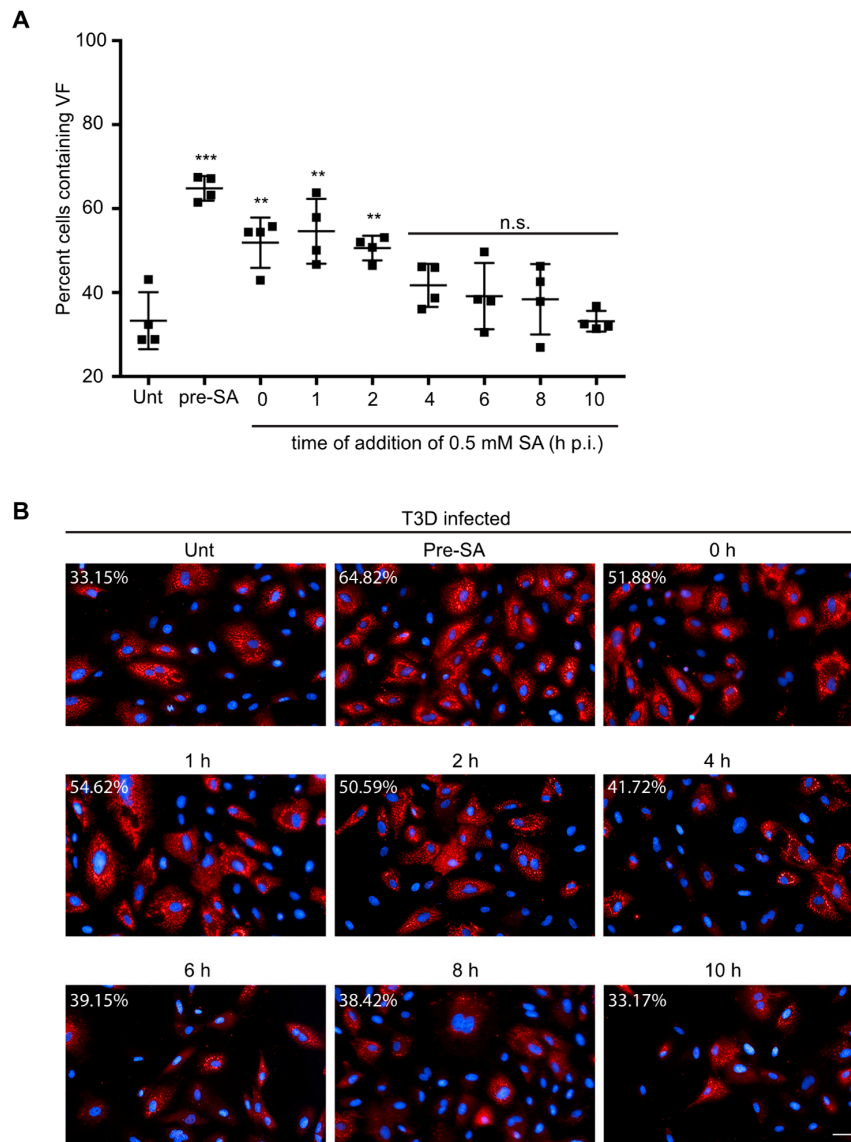 A
Percent cells containing VF
100
80
60
40
20
***
**
**
**
n.s.
Unt
pre-SA
0
1
2
4
6
8
10
time of addition of 0.5 mM SA (h p.i.)
B
T3D infected
Unt
Pre-SA
0 h
33.15%
64.82%
51.88%
1 h
2 h
4 h
54.62%
50.59%
41.72%
6 h
8 h
10 h
39.15%
38.42%
33.17%